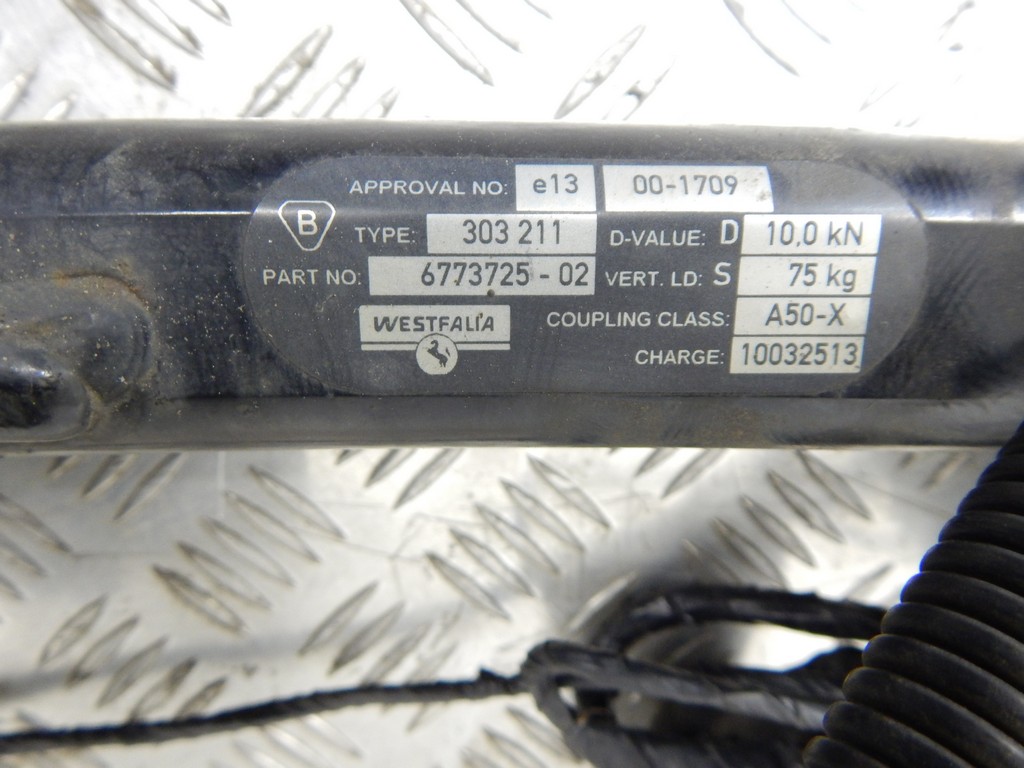 APPROVAL NO: e13 00-1709
B
TYPE: 303 211 D-VALUE: D 10,0 kN
PART NO: 6773725-02 VERT. LD: S 75 kg
WESTFALIA COUPLING CLASS: A50-X
CHARGE: 10032513